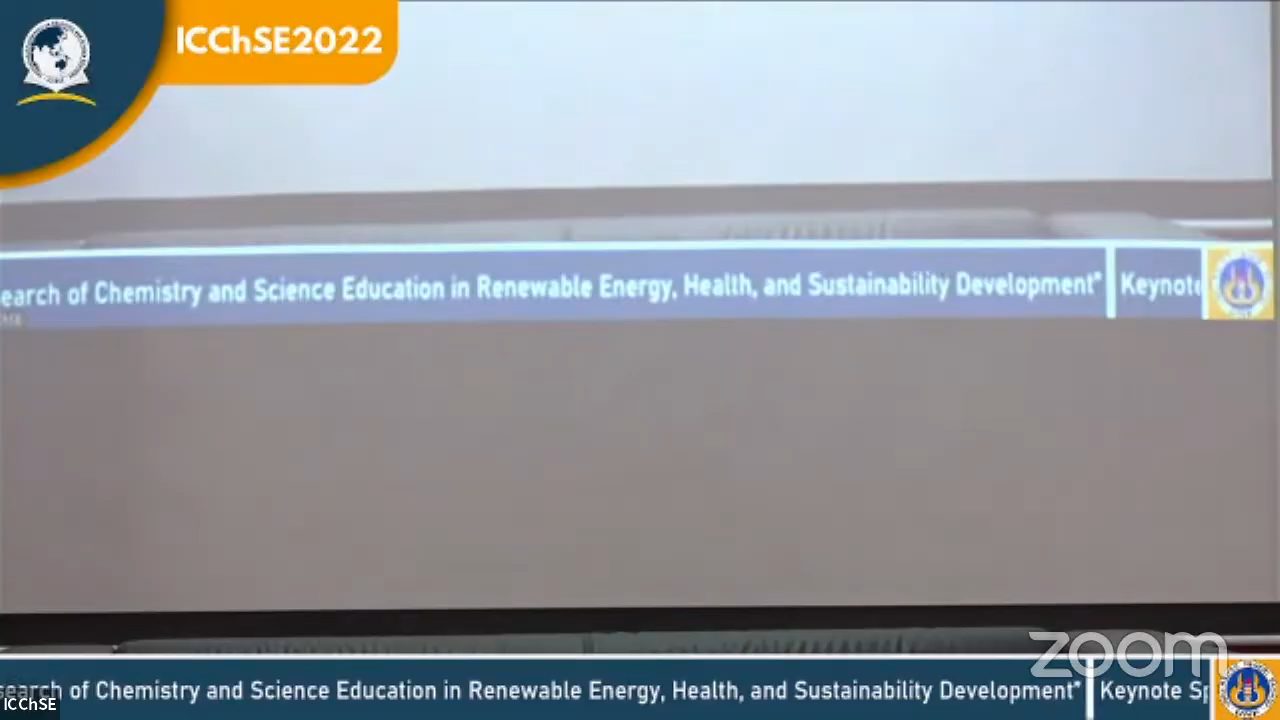 ICChSE2022
earch of Chemistry and Science Education in Renewable Energy, Health, and Sustainability Development" Keynote
zoom
search of Chemistry and Science Education in Renewable Energy, Health, and Sustainability Development" Keynote Sp
ICChSE